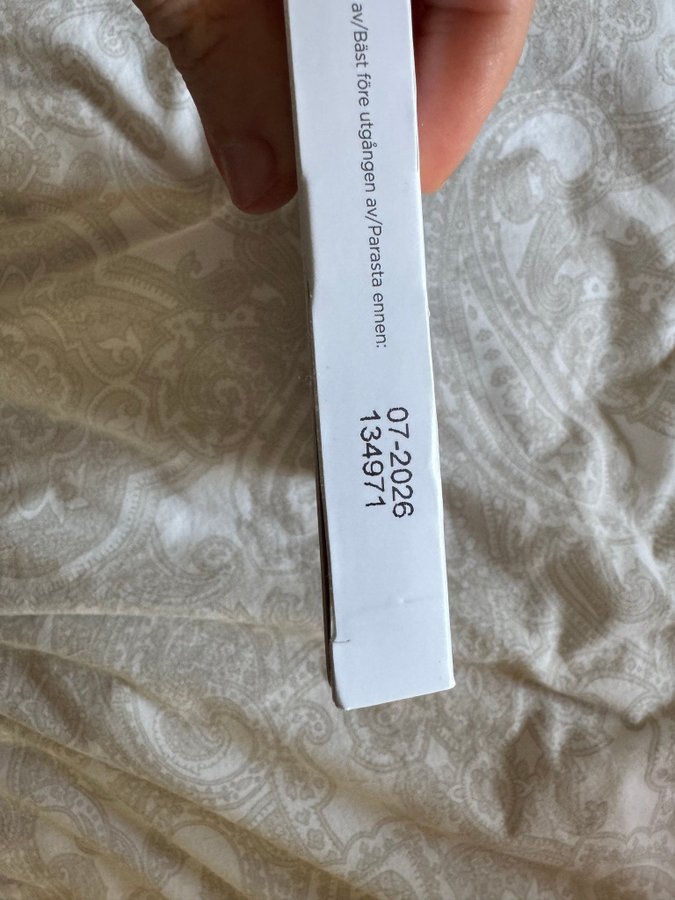 av/Bäst före utgången av/Parasta ennen:
07-2026
134971